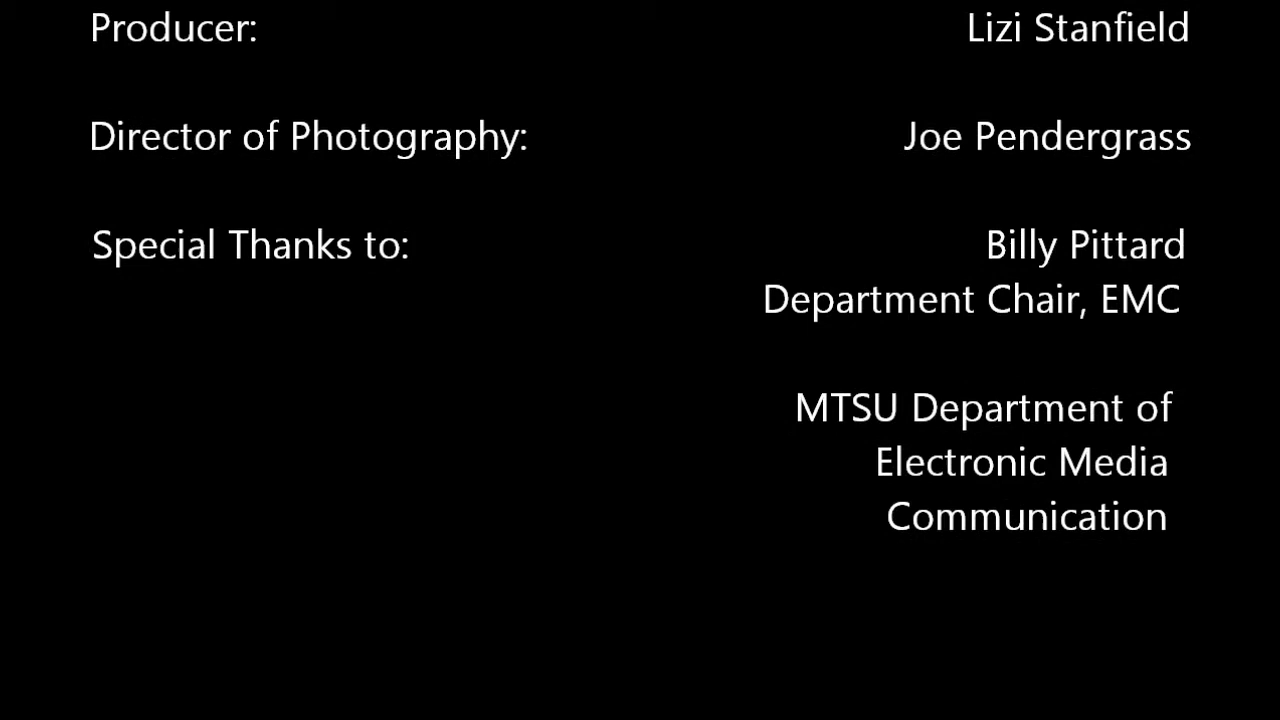 Producer: Lizi Stanfield
Director of Photography: Joe Pendergrass
Special Thanks to: Billy Pittard
Department Chair, EMC
MTSU Department of
Electronic Media
Communication